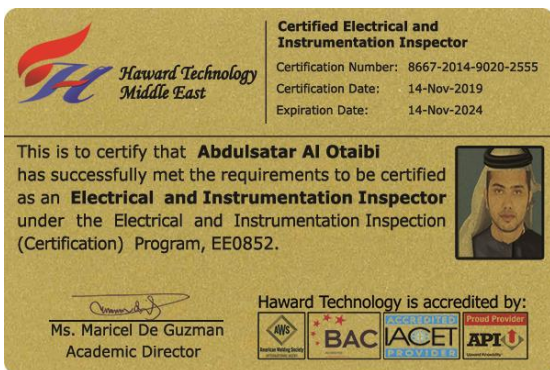 Haward Technology
Middle East
Certified Electrical and
Instrumentation Inspector
Certification Number: 8667-2014-9020-2555
Certification Date: 14-Nov-2019
Expiration Date: 14-Nov-2024
This is to certify that Abdulsatar Al Otaibi
has successfully met the requirements to be certified
as an Electrical and Instrumentation Inspector
under the Electrical and Instrumentation Inspection
(Certification) Program, EE0852.
Ms. Maricel De Guzman
Academic Director
Haward Technology is accredited by:
AWS
American Welding Society
BAC
ACCREDITED
IACET
PROVIDER
Proud Provider
API